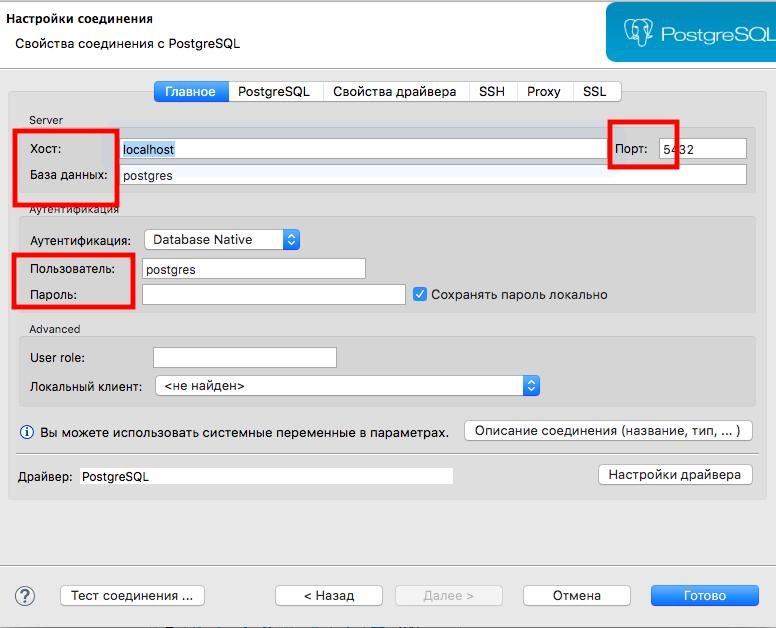 Настройки соединения
Свойства соединения с PostgreSQL
PostgreSQL
Главное PostgreSQL Свойства драйвера SSH Proxy SSL
Server
Хост: localhost Порт: 5432
База данных: postgres
Аутентификация
Аутентификация: Database Native
Пользователь: postgres
Пароль: Сохранять пароль локально
Advanced
User role:
Локальный клиент: <не найден>
Вы можете использовать системные переменные в параметрах. Описание соединения (название, тип, ... )
Драйвер: PostgreSQL Настройки драйвера
? Тест соединения ... < Назад Далее > Отмена Готово